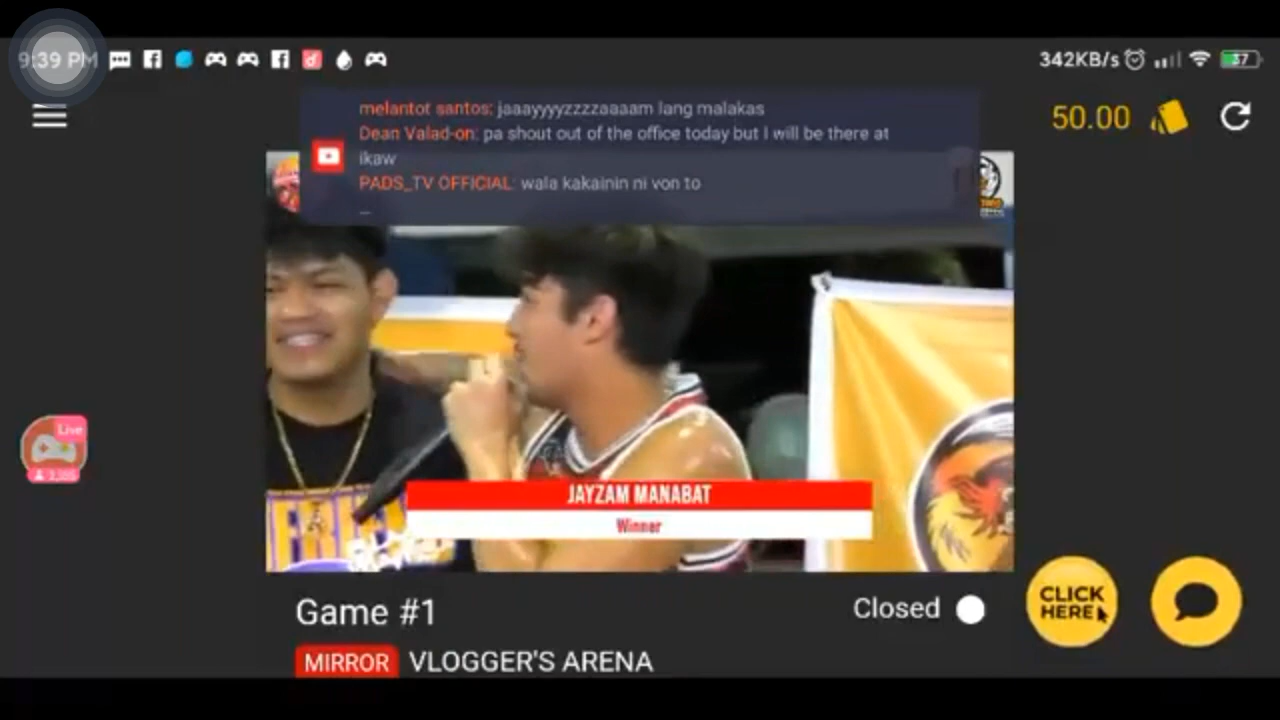 9:39 PM
342KB/s
37
melantot santos: jaaayyyyzzzzaaaam lang malakas
50.00
Dean Valad-on: pa shout out of the office today but I will be there at
ikaw
PADS_TV OFFICIAL: wala kakainin ni von to
Live
JAYZAM MANABAT
Winner
CLICK
HERE
Game #1
Closed
MIRROR VLOGGER'S ARENA